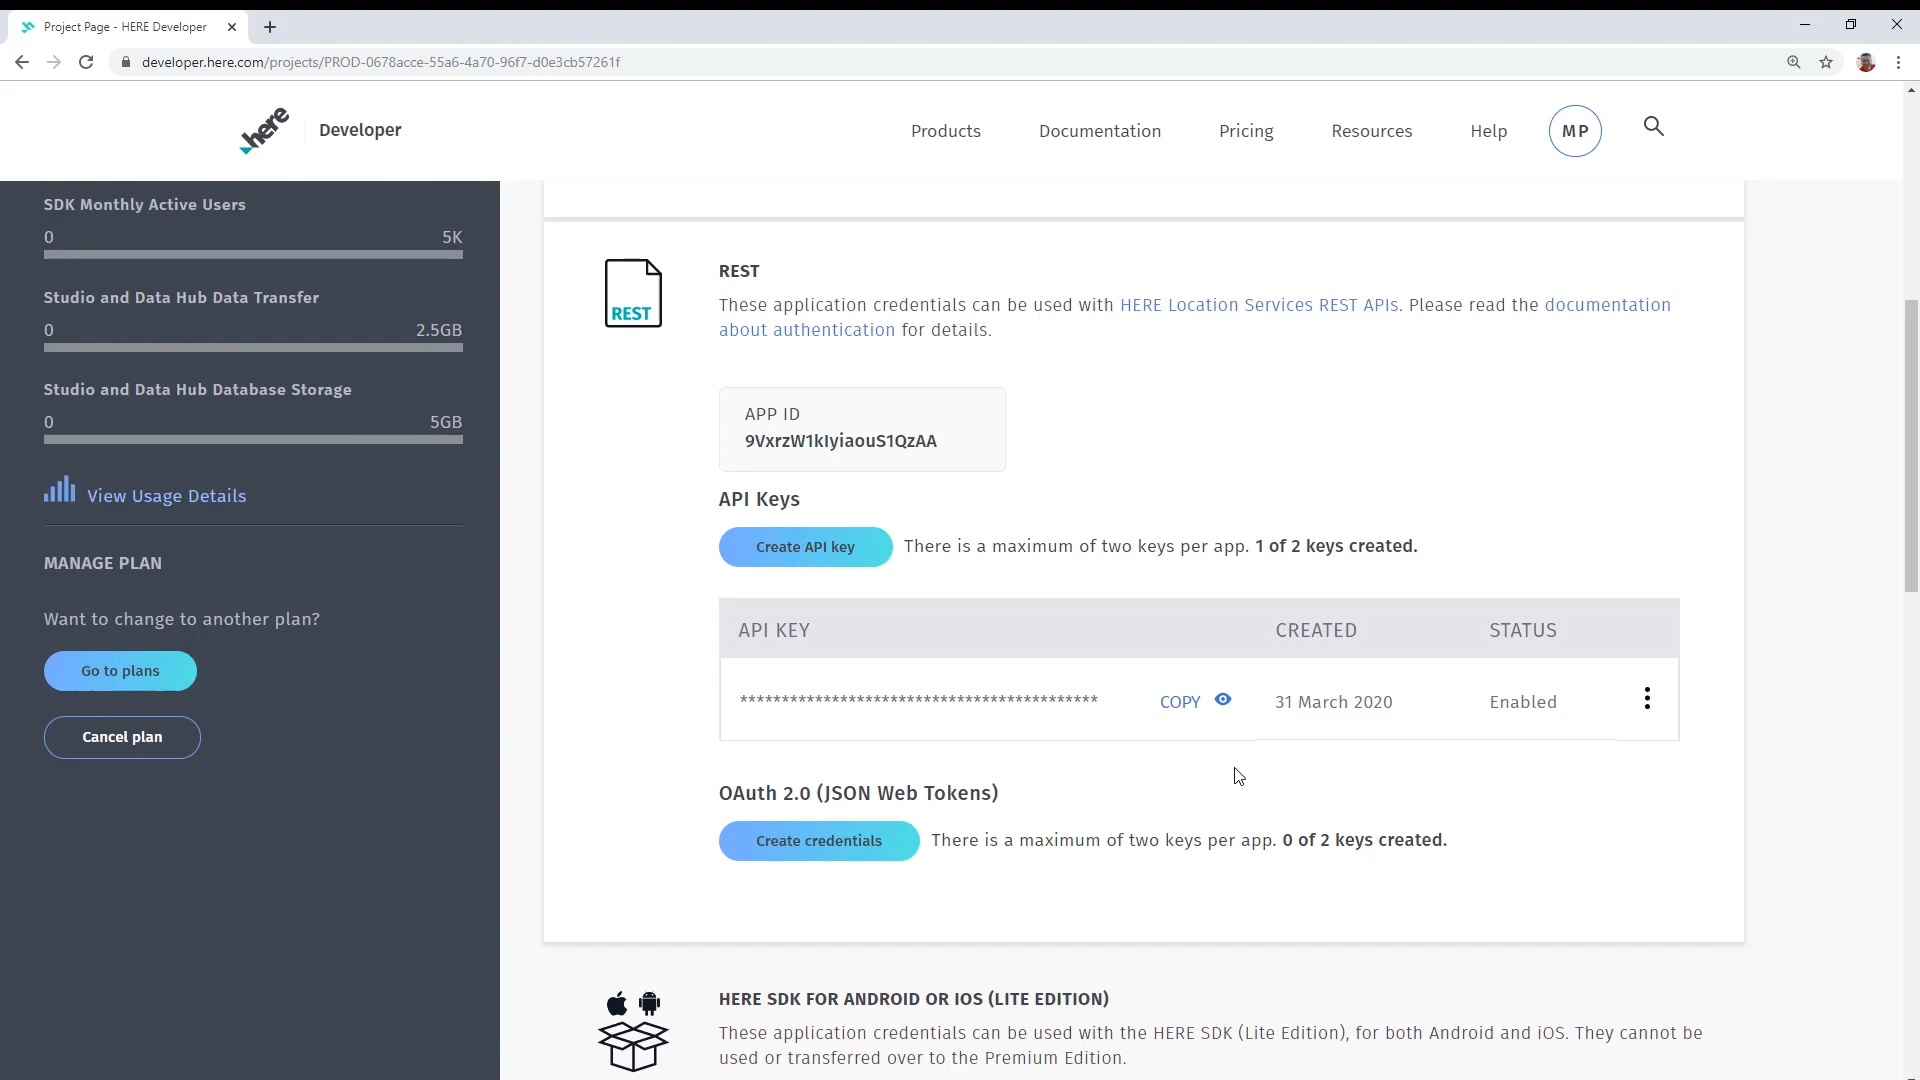 Project Page - HERE Developer
developer.here.com/projects/PROD-0678acce-55a6-4a70-96f7-d0e3cb57261f
here Developer Products Documentation Pricing Resources Help MP
SDK Monthly Active Users
0 5K
Studio and Data Hub Data Transfer
0 2.5GB
Studio and Data Hub Database Storage
0 5GB
View Usage Details
MANAGE PLAN
Want to change to another plan?
Go to plans
Cancel plan
REST
REST
These application credentials can be used with HERE Location Services REST APIs. Please read the documentation
about authentication for details.
APP ID
9VxrzW1kIyiaouS1QzAA
API Keys
Create API key There is a maximum of two keys per app. 1 of 2 keys created.
API KEY CREATED STATUS
******************************************* COPY 31 March 2020 Enabled
OAuth 2.0 (JSON Web Tokens)
Create credentials There is a maximum of two keys per app. 0 of 2 keys created.
HERE SDK FOR ANDROID OR IOS (LITE EDITION)
These application credentials can be used with the HERE SDK (Lite Edition), for both Android and iOS. They cannot be
used or transferred over to the Premium Edition.